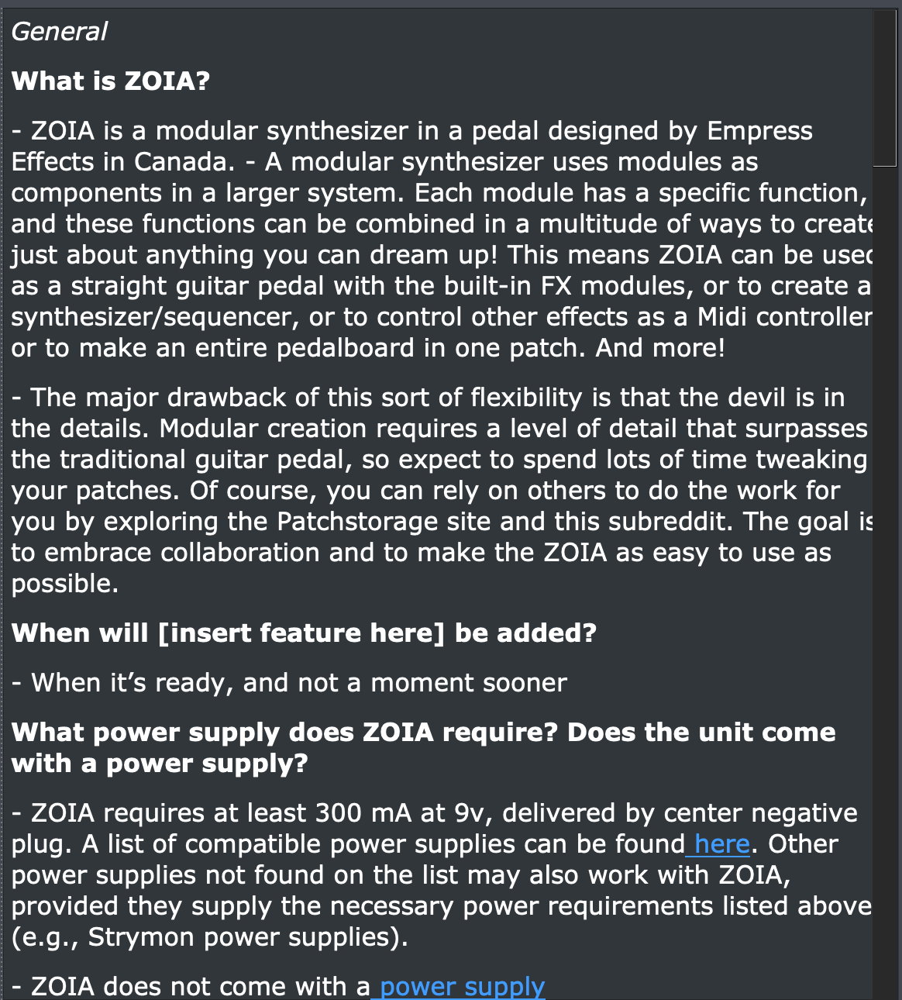 General
What is ZOIA?
- ZOIA is a modular synthesizer in a pedal designed by Empress
Effects in Canada. - A modular synthesizer uses modules as
components in a larger system. Each module has a specific function,
and these functions can be combined in a multitude of ways to create
just about anything you can dream up! This means ZOIA can be used
as a straight guitar pedal with the built-in FX modules, or to create a
synthesizer/sequencer, or to control other effects as a Midi controller
or to make an entire pedalboard in one patch. And more!
- The major drawback of this sort of flexibility is that the devil is in
the details. Modular creation requires a level of detail that surpasses
the traditional guitar pedal, so expect to spend lots of time tweaking
your patches. Of course, you can rely on others to do the work for
you by exploring the Patchstorage site and this subreddit. The goal is
to embrace collaboration and to make the ZOIA as easy to use as
possible.
When will [insert feature here] be added?
- When it’s ready, and not a moment sooner
What power supply does ZOIA require? Does the unit come
with a power supply?
- ZOIA requires at least 300 mA at 9v, delivered by center negative
plug. A list of compatible power supplies can be found here. Other
power supplies not found on the list may also work with ZOIA,
provided they supply the necessary power requirements listed above
(e.g., Strymon power supplies).
- ZOIA does not come with a power supply